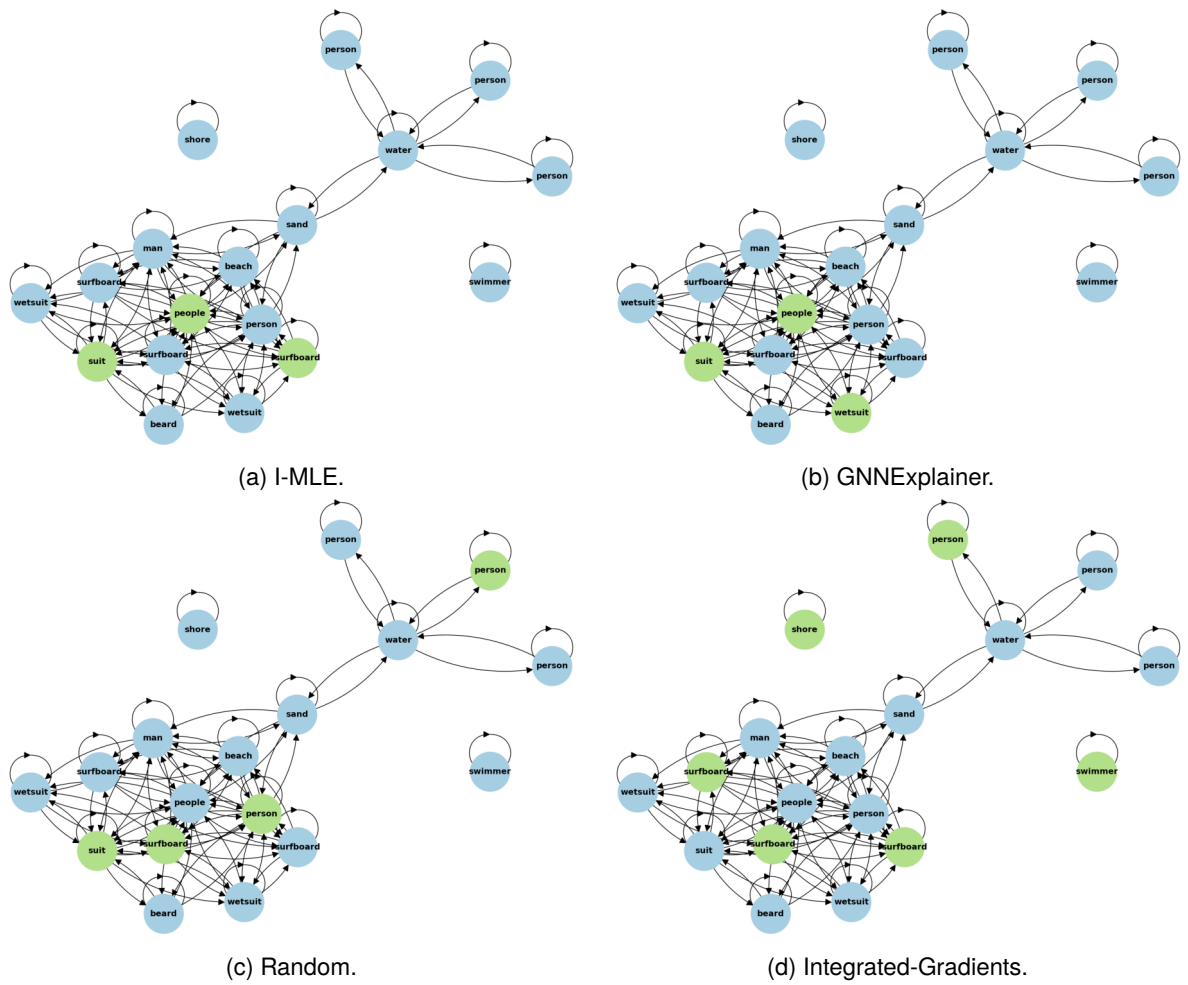 person
person
shore
water
person
sand
man
beach
surfboard
swimmer
wetsuit
people
person
surfboard
suit
surfboard
wetsuit
beard
(a) I-MLE.
person
person
shore
water
person
sand
man
beach
surfboard
swimmer
wetsuit
people
person
surfboard
suit
surfboard
wetsuit
beard
(b) GNNExplainer.
person
person
shore
water
person
sand
man
beach
surfboard
swimmer
wetsuit
people
person
surfboard
suit
surfboard
wetsuit
beard
(c) Random.
person
person
shore
water
person
sand
man
beach
surfboard
swimmer
wetsuit
people
person
surfboard
suit
surfboard
wetsuit
beard
(d) Integrated-Gradients.